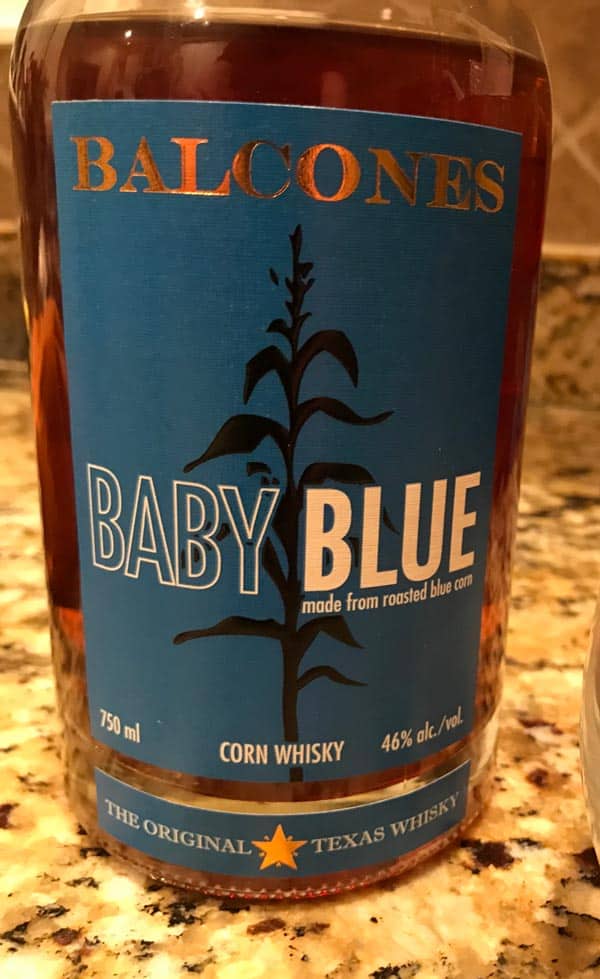 BALCONES
BABY BLUE
made from roasted blue corn
750 ml
CORN WHISKY
46% alc./vol.
THE ORIGINAL TEXAS WHISKY